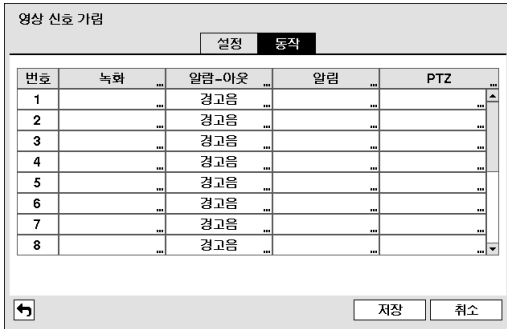 영상 신호 가림
설정 동작
번호 녹화 ... 알람-아웃 ... 알림 ... PTZ ...
1 ... 경고음 ... ... ...
2 ... 경고음 ... ... ...
3 ... 경고음 ... ... ...
4 ... 경고음 ... ... ...
5 ... 경고음 ... ... ...
6 ... 경고음 ... ... ...
7 ... 경고음 ... ... ...
8 ... 경고음 ... ... ...
저장 취소